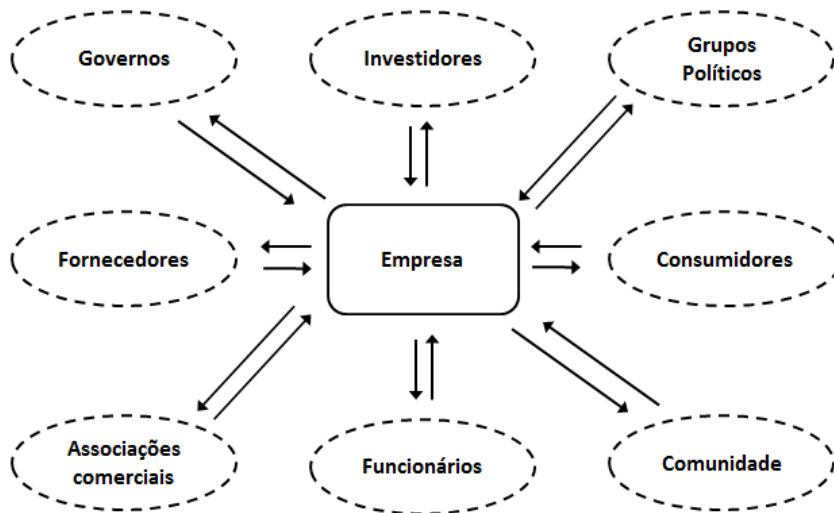 Governos
Investidores
Grupos
Políticos
Fornecedores
Empresa
Consumidores
Associações
comerciais
Funcionários
Comunidade